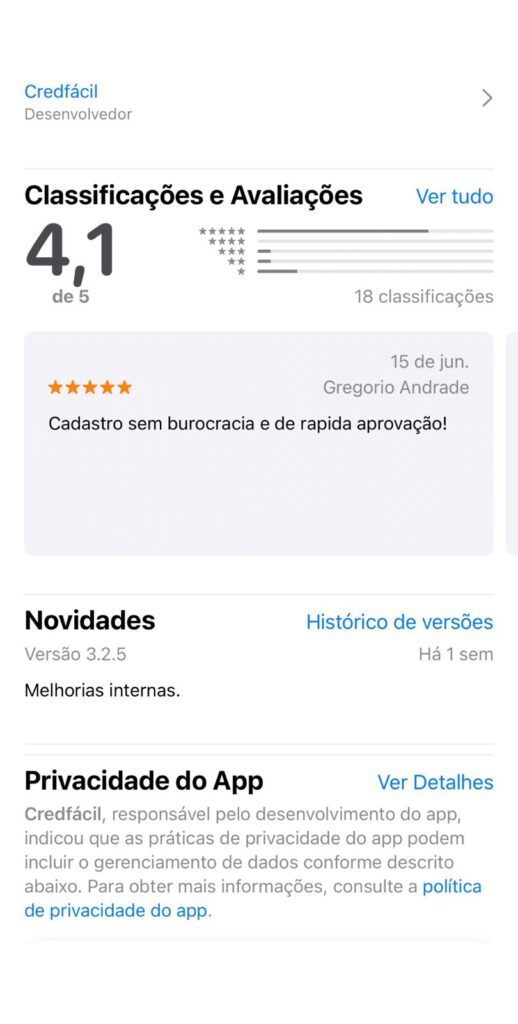 Credfácil
Desenvolvedor
Classificações e Avaliações
Ver tudo
4,1
de 5
★★★★★
★★★★
★★★
★★
★
18 classificações
15 de jun.
★★★★★
Gregorio Andrade
Cadastro sem burocracia e de rapida aprovação!
Novidades
Histórico de versões
Versão 3.2.5
Há 1 sem
Melhorias internas.
Privacidade do App
Ver Detalhes
Credfácil, responsável pelo desenvolvimento do app,
indicou que as práticas de privacidade do app podem
incluir o gerenciamento de dados conforme descrito
abaixo. Para obter mais informações, consulte a política
de privacidade do app.